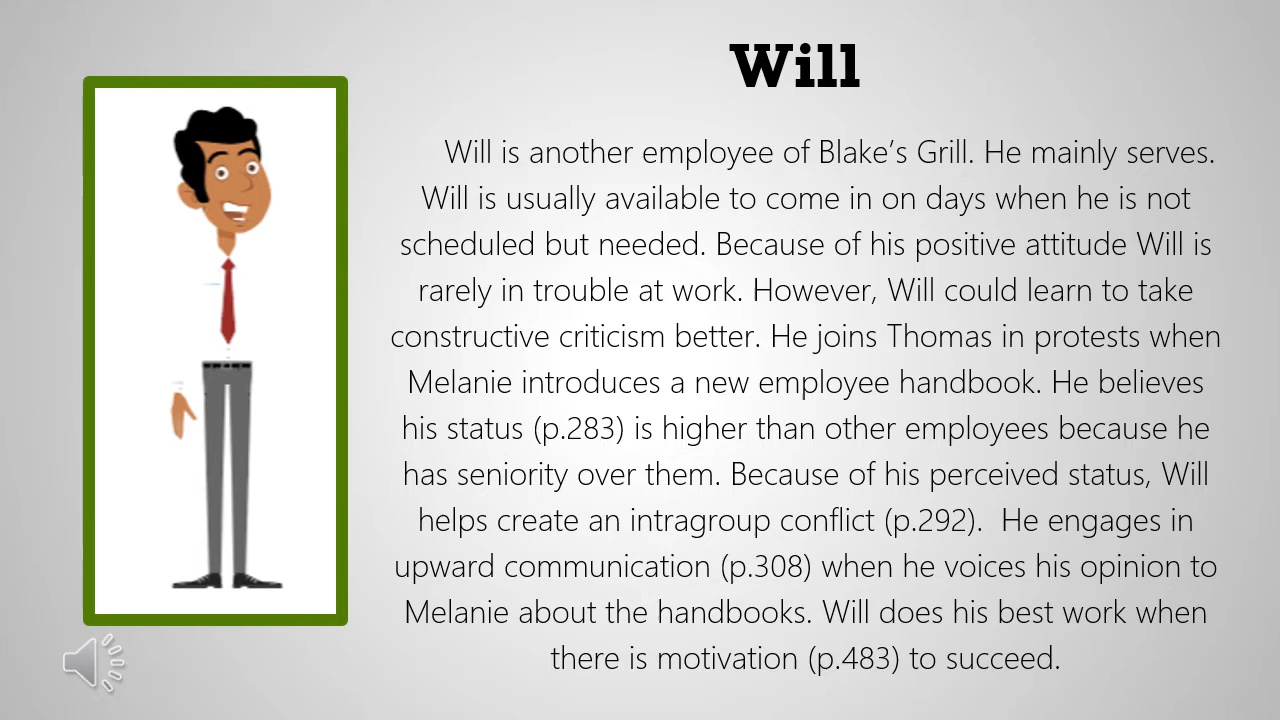 Will
Will is another employee of Blake’s Grill. He mainly serves.
Will is usually available to come in on days when he is not
scheduled but needed. Because of his positive attitude Will is
rarely in trouble at work. However, Will could learn to take
constructive criticism better. He joins Thomas in protests when
Melanie introduces a new employee handbook. He believes
his status (p.283) is higher than other employees because he
has seniority over them. Because of his perceived status, Will
helps create an intragroup conflict (p.292).  He engages in
upward communication (p.308) when he voices his opinion to
Melanie about the handbooks. Will does his best work when
there is motivation (p.483) to succeed.